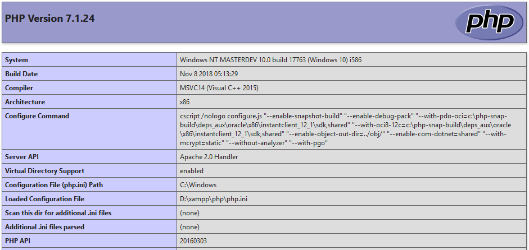 PHP Version 7.1.24
php
System Windows NT MASTERDEV 10.0 build 17763 (Windows 10) i586
Build Date Nov 8 2018 05:13:29
Compiler MSVC14 (Visual C++ 2015)
Architecture x86
Configure Command cscript /nologo configure.js "--enable-snapshot-build" "--enable-debug-pack" "--with-pdo-oci=c:\php-snap-
build\deps_aux\oracle\x86\instantclient_12_1\sdk,shared" "--with-oci8-12c=c:\php-snap-build\deps_aux\oracle
\x86\instantclient_12_1\sdk,shared" "--enable-object-out-dir=../obj/" "--enable-com-dotnet=shared" "--with-
mcrypt=static" "--without-analyzer" "--with-pgo"
Server API Apache 2.0 Handler
Virtual Directory Support enabled
Configuration File (php.ini) Path C:\Windows
Loaded Configuration File D:\xampp\php\php.ini
Scan this dir for additional .ini files (none)
Additional .ini files parsed (none)
PHP API 20160303